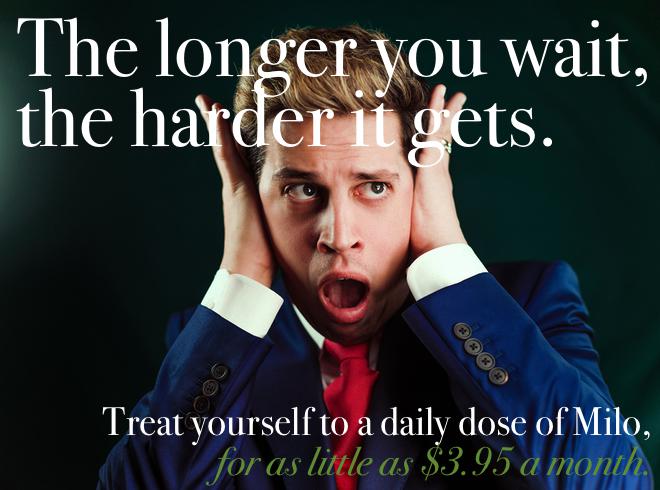 The longer you wait,
the harder it gets.
Treat yourself to a daily dose of Milo,
for as little as $3.95 a month.